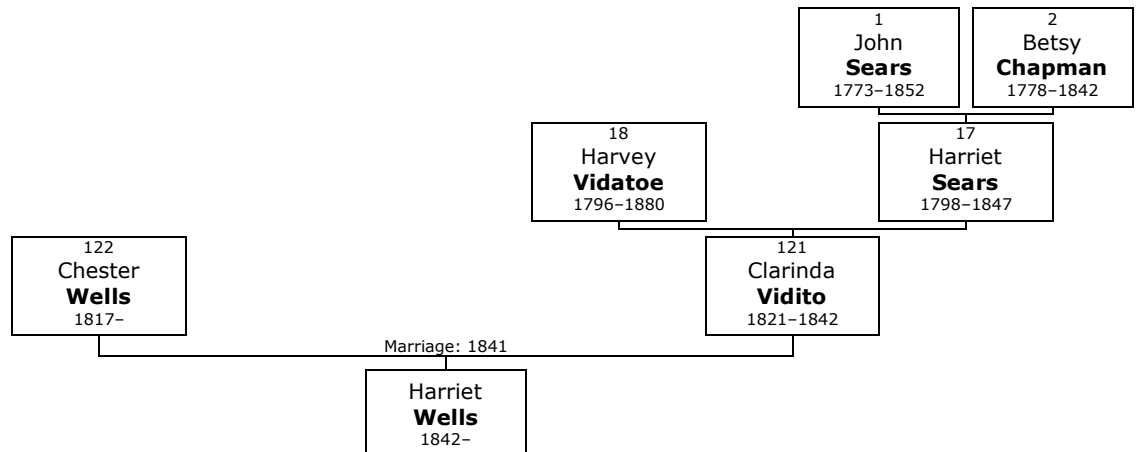 1
John
Sears
1773–1852
2
Betsy
Chapman
1778–1842
18
Harvey
Vidatoe
1796–1880
17
Harriet
Sears
1798–1847
122
Chester
Wells
1817–
121
Clarinda
Vidito
1821–1842
Marriage: 1841
Harriet
Wells
1842–